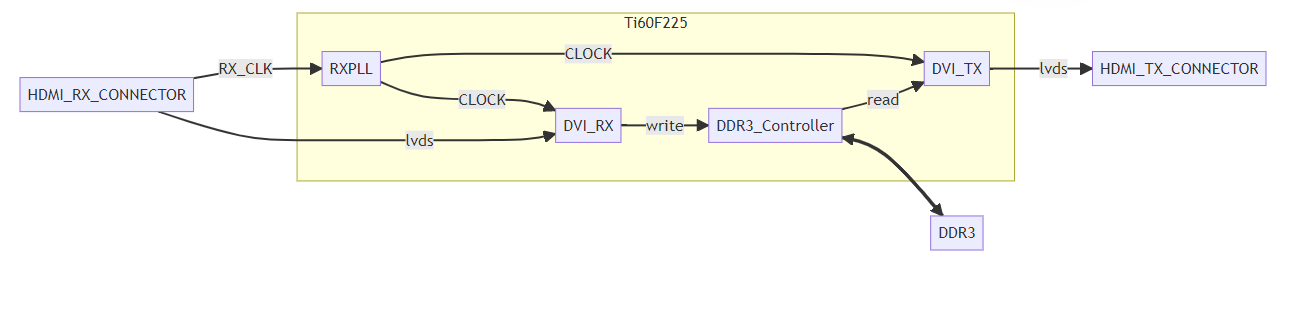 Ti60F225
RX_CLK
RXPLL
CLOCK
DVI_TX
lvds
HDMI_TX_CONNECTOR
HDMI_RX_CONNECTOR
CLOCK
read
DVI_RX
write
DDR3_Controller
lvds
DDR3